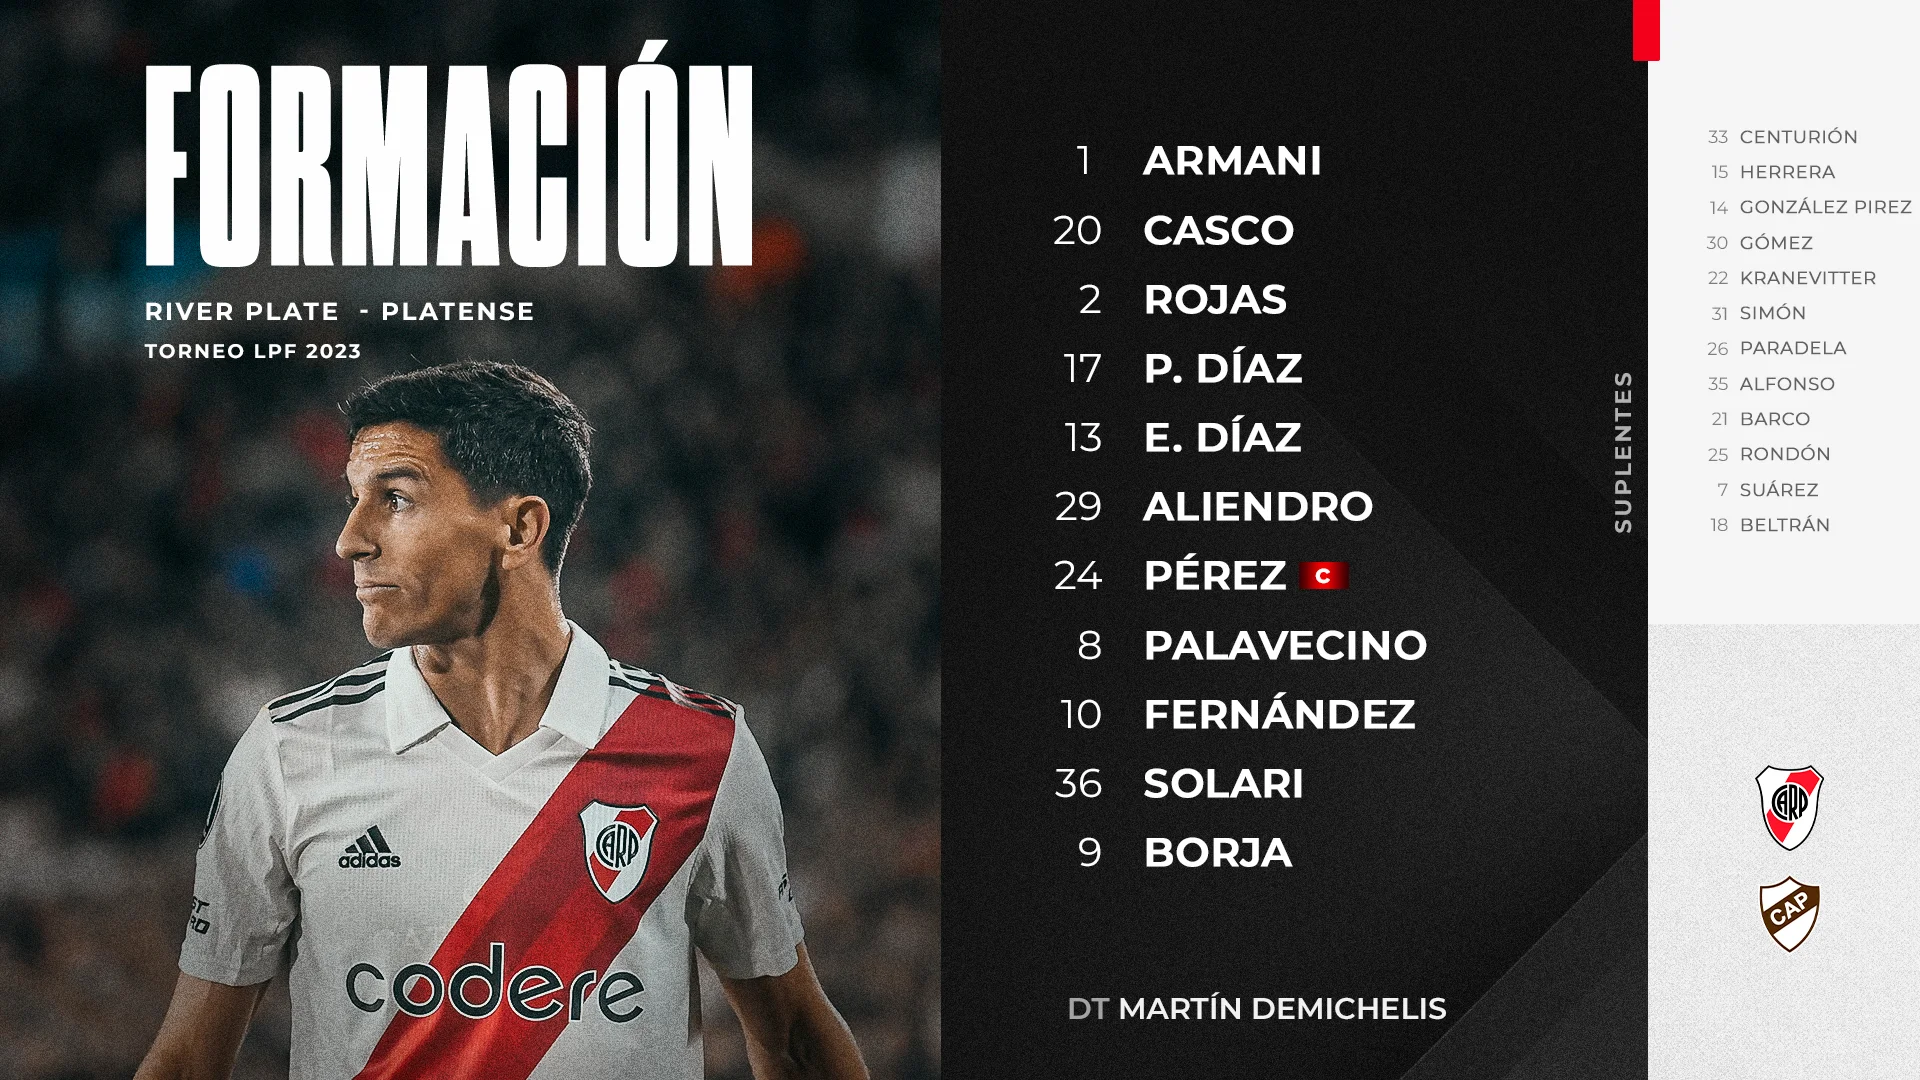 FORMACIÓN
RIVER PLATE - PLATENSE
TORNEO LPF 2023
adidas
CARP
codere
1 ARMANI
20 CASCO
2 ROJAS
17 P. DÍAZ
13 E. DÍAZ
29 ALIENDRO
24 PÉREZ C
8 PALAVECINO
10 FERNÁNDEZ
36 SOLARI
9 BORJA
DT MARTÍN DEMICHELIS
SUPLENTES
33 CENTURIÓN
15 HERRERA
14 GONZÁLEZ PIREZ
30 GÓMEZ
22 KRANEVITTER
31 SIMÓN
26 PARADELA
35 ALFONSO
21 BARCO
25 RONDÓN
7 SUÁREZ
18 BELTRÁN
CARP
CAP